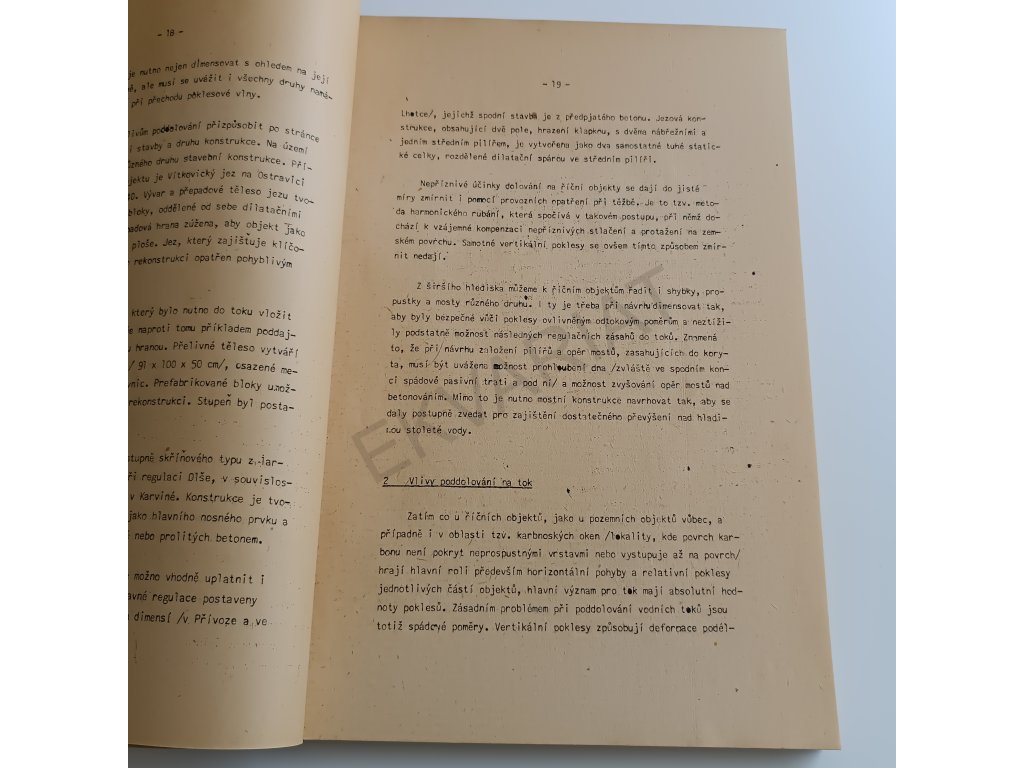 - 18 -
je nutno nejen dimensovat s ohledem na její
ale musí se uvážit i všechny druhy namá-
při přechodu poklesové vlny.
livům poddolování přizpůsobit po stránce
i stavby a druhu konstrukce. Na území
ůzného druhu stavební konstrukce. Pří-
jektu je Vítkovický jez na Ostravici
Vývar a přepadové těleso jezu tvo-
bloky, oddělené od sebe dilatačními
adová hrana zúžena, aby objekt jako
ploše. Jez, který zajišťuje klíčo-
rekonstrukci opatřen pohyblivým
který bylo nutno do toku vložit
e naproti tomu příkladem poddaj-
hranou. Přelivné těleso vytváří
/ 91 x 100 x 50 cm/, osazené me-
vnic. Prefabrikované bloky umož-
rekonstrukci. Stupeň byl posta-
stupně skříňového typu z jar-
ři regulaci Olše, v souvislos-
v Karviné. Konstrukce je tvo-
jako hlavního nosného prvku a
nebo prolitých betonem.
možno vhodně uplatnit i
avné regulace postaveny
dimensí /v Přívoze a ve
- 19 -
Lhotce/, jejichž spodní stavba je z předpjatého betonu. Jezová kon-
strukce, obsahující dvě pole, hrazení klapkou, s dvěma nábřežními a
jedním středním pilířem, je vytvořena jako dva samostatné tuhé static-
ké celky, rozdělené dilatační spárou ve středním pilíři.
Nepříznivé účinky dolování na říční objekty se dají do jisté
míry zmírnit i pomocí provozních opatření při těžbě. Je to tzv. meto-
da harmonického rubání, která spočívá v takovém postupu, při němž do-
chází k vzájemné kompenzaci nepříznivých stlačení a protažení na zem-
ském povrchu. Samotné vertikální poklesy se ovšem tímto způsobem zmír-
nit nedají.
Z širšího hlediska můžeme k říčním objektům řadit i shybky, pro-
pustky a mosty různého druhu. I ty je třeba při návrhu dimensovat tak,
aby byly bezpečné vůči poklesy ovlivněným odtokovým poměrům a neztíži-
ly podstatně možnost následných regulačních zásahů do toků. Znamená
to, že při návrhu založení pilířů a opěr mostů, zasahujících do kory-
ta, musí být uvážena možnost prohloubení dna /zvláště ve spodním kon-
ci spádově pasivní trati a pod ní/ a možnost zvyšování opěr mostů nad
betonováním. Mimo to je nutno mostní konstrukce navrhovat tak, aby se
daly postupně zvedat pro zajištění dostatečného převýšení nad hladi-
nou stoleté vody.
2 Vlivy poddolování na tok
Zatím co u říčních objektů, jako u pozemních objektů vůbec, a
případně i v oblasti tzv. karbnoských oken /lokality, kde povrch kar-
bonu není pokryt nepropustnými vrstvami nebo vystupuje až na povrch/
hrají hlavní roli především horizontální pohyby a relativní poklesy
jednotlivých částí objektů, hlavní význam pro tok mají absolutní hod-
noty poklesů. Zásadním problémem při poddolování vodních toků jsou
totiž spádové poměry. Vertikální poklesy způsobují deformace podél-